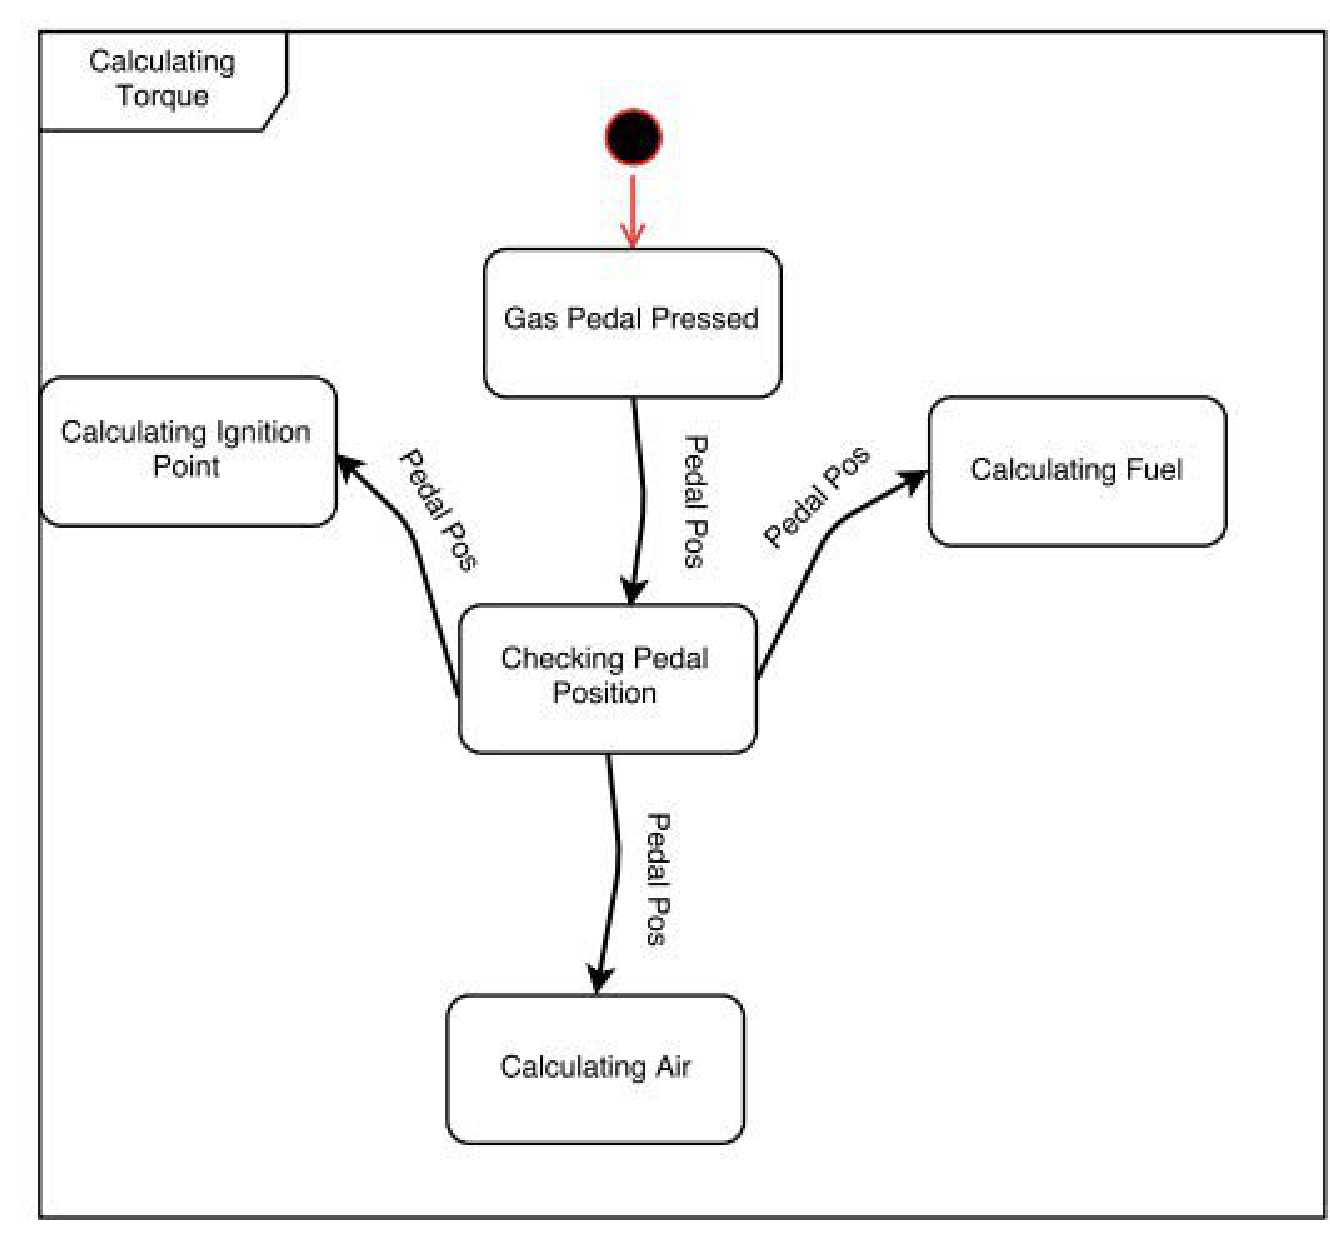 Calculating
Torque
Gas Pedal Pressed
Calculating Ignition
Point
Pedal Pos
Pedal Pos
Pedal Pos
Calculating Fuel
Checking Pedal
Position
Pedal Pos
Calculating Air